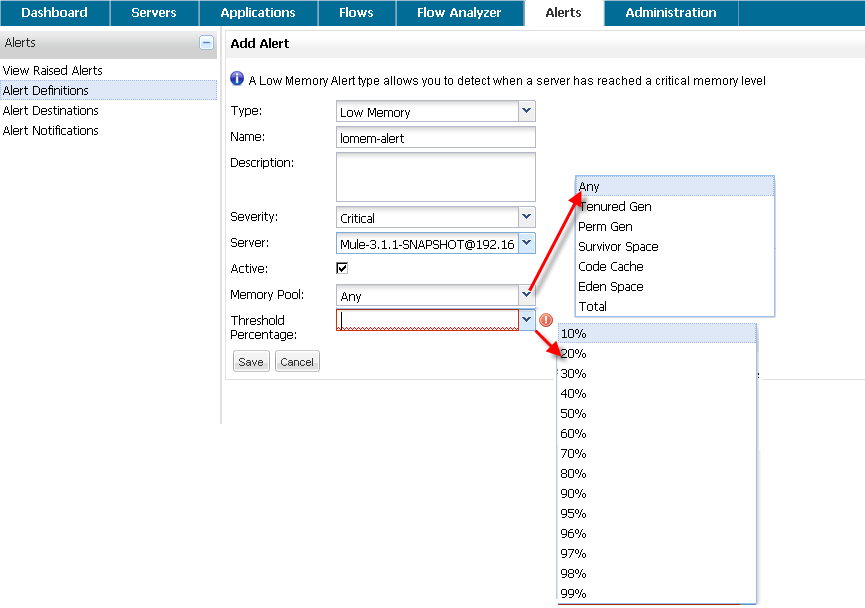 Dashboard Servers Applications Flows Flow Analyzer Alerts Administration
Alerts
View Raised Alerts
Alert Definitions
Alert Destinations
Alert Notifications
Add Alert
A Low Memory Alert type allows you to detect when a server has reached a critical memory level
Type: Low Memory
Name: lomem-alert
Description:
Severity: Critical
Server: Mule-3.1.1-SNAPSHOT@192.16
Active:
Memory Pool: Any
Threshold
Percentage:
Save Cancel
Any
Tenured Gen
Perm Gen
Survivor Space
Code Cache
Eden Space
Total
10%
20%
30%
40%
50%
60%
70%
80%
90%
95%
96%
97%
98%
99%